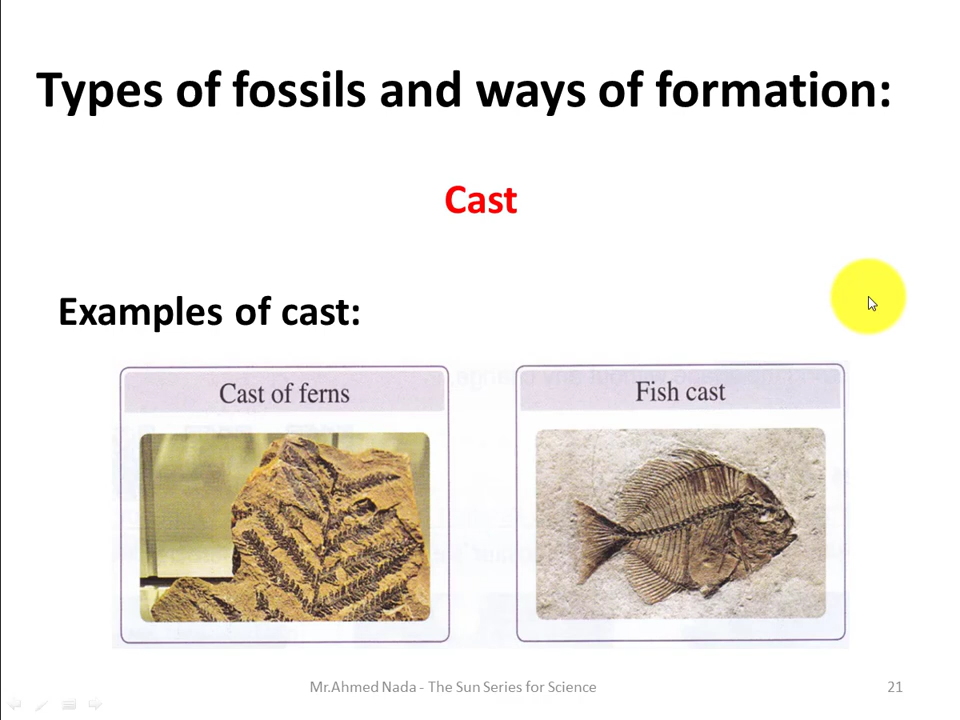 Types of fossils and ways of formation:
Cast
Examples of cast:
Cast of ferns
Fish cast
Mr.Ahmed Nada - The Sun Series for Science
21